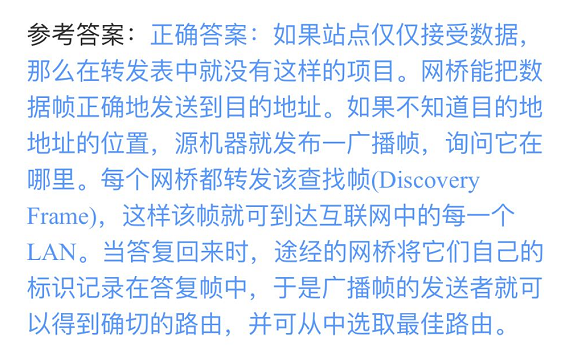 参考答案：正确答案：如果站点仅仅接受数据，
那么在转发表中就没有这样的项目。网桥能把数
据帧正确地发送到目的地址。如果不知道目的地
地址的位置，源机器就发布一广播帧，询问它在
哪里。每个网桥都转发该查找帧(Discovery
Frame)，这样该帧就可到达互联网中的每一个
LAN。当答复回来时，途经的网桥将它们自己的
标识记录在答复帧中，于是广播帧的发送者就可
以得到确切的路由，并可从中选取最佳路由。